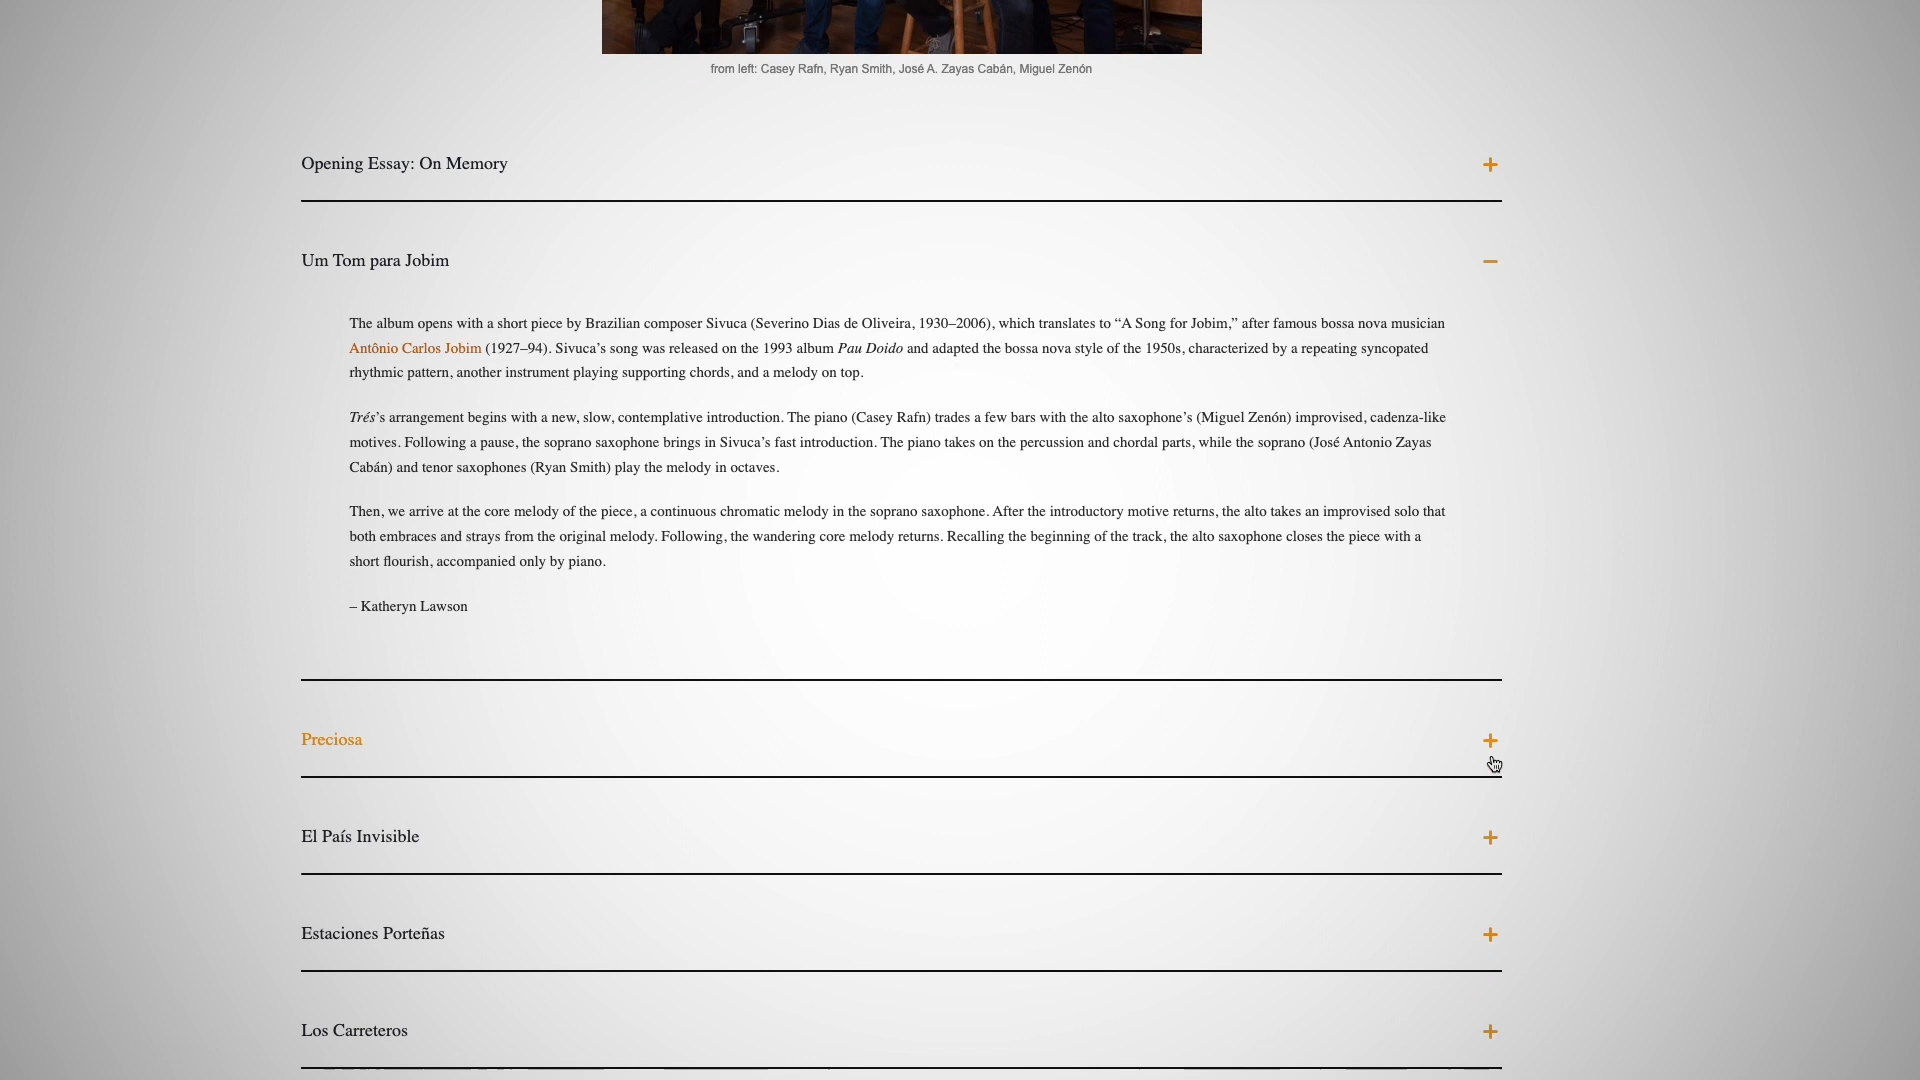 from left: Casey Rafn, Ryan Smith, José A. Zayas Cabán, Miguel Zenón
Opening Essay: On Memory
Um Tom para Jobim
The album opens with a short piece by Brazilian composer Sivuca (Severino Dias de Oliveira, 1930–2006), which translates to “A Song for Jobim,” after famous bossa nova musician
Antônio Carlos Jobim (1927–94). Sivuca’s song was released on the 1993 album Pau Doido and adapted the bossa nova style of the 1950s, characterized by a repeating syncopated
rhythmic pattern, another instrument playing supporting chords, and a melody on top.
Trés’s arrangement begins with a new, slow, contemplative introduction. The piano (Casey Rafn) trades a few bars with the alto saxophone’s (Miguel Zenón) improvised, cadenza-like
motives. Following a pause, the soprano saxophone brings in Sivuca’s fast introduction. The piano takes on the percussion and chordal parts, while the soprano (José Antonio Zayas
Cabán) and tenor saxophones (Ryan Smith) play the melody in octaves.
Then, we arrive at the core melody of the piece, a continuous chromatic melody in the soprano saxophone. After the introductory motive returns, the alto takes an improvised solo that
both embraces and strays from the original melody. Following, the wandering core melody returns. Recalling the beginning of the track, the alto saxophone closes the piece with a
short flourish, accompanied only by piano.
– Katheryn Lawson
Preciosa
El País Invisible
Estaciones Porteñas
Los Carreteros